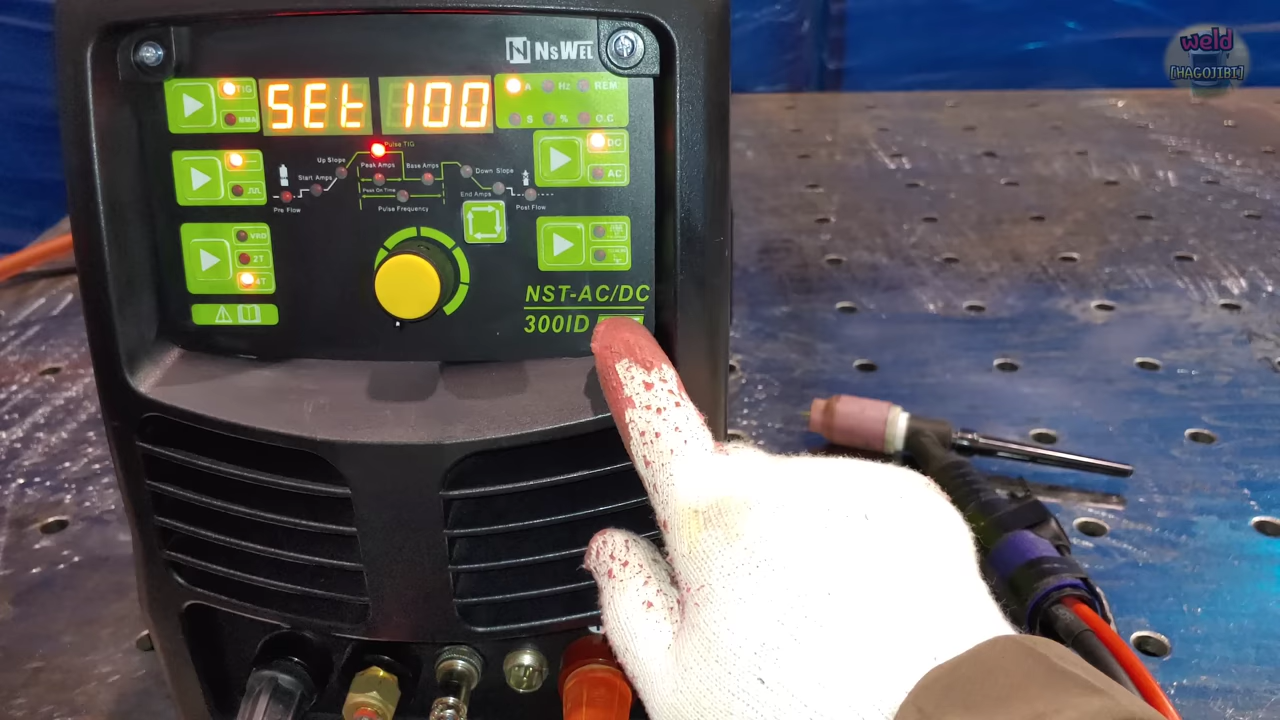 weld
[HAGOJIBI]
NSWEL
TIG
MMA
SEt 100
A Hz REM
S % O.C
Pulse TIG
DC
AC
Up Slope
Peak Amps
Base Amps
Down Slope
Start Amps
Peak On Time
End Amps
Pre Flow
Pulse Frequency
Post Flow
VRD
2T
4T
NST-AC/DC
300ID